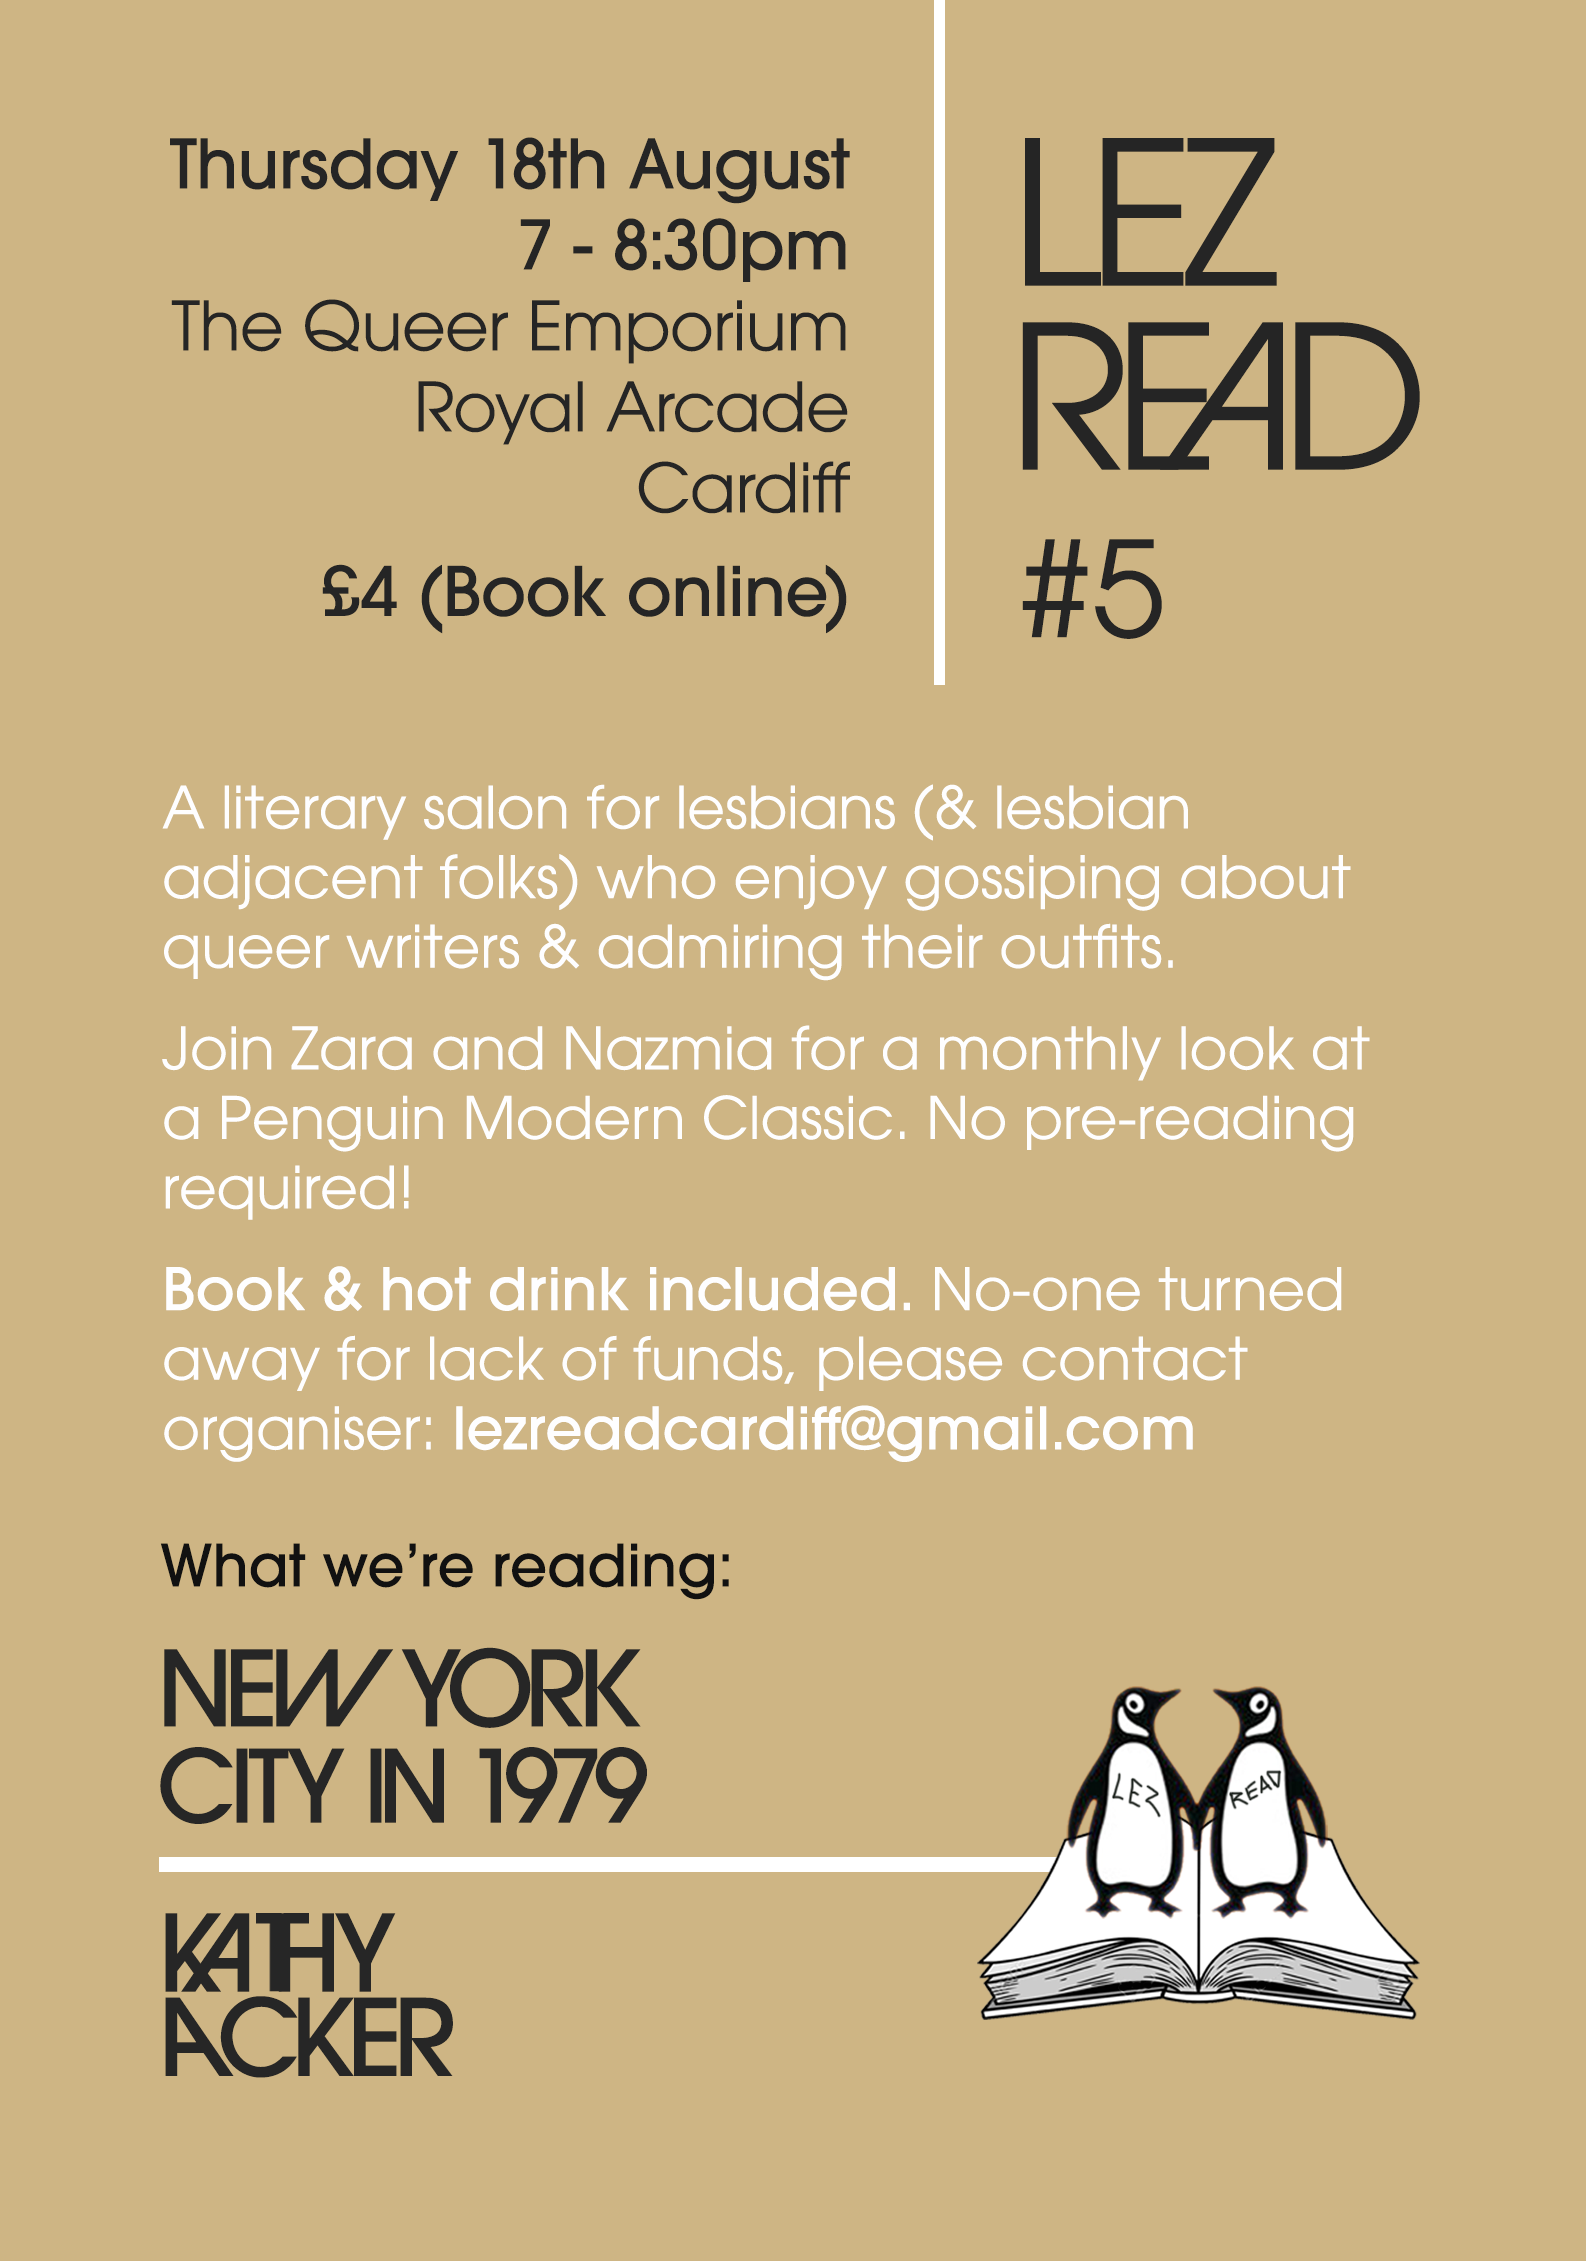 Thursday 18th August
7 - 8:30pm
The Queer Emporium
Royal Arcade
Cardiff
£4 (Book online)
LEZ
READ
#5
A literary salon for lesbians (& lesbian
adjacent folks) who enjoy gossiping about
queer writers & admiring their outfits.
Join Zara and Nazmia for a monthly look at
a Penguin Modern Classic. No pre-reading
required!
Book & hot drink included. No-one turned
away for lack of funds, please contact
organiser: lezreadcardiff@gmail.com
What we're reading:
NEW YORK
CITY IN 1979
KATHY
ACKER
LEZ
READ